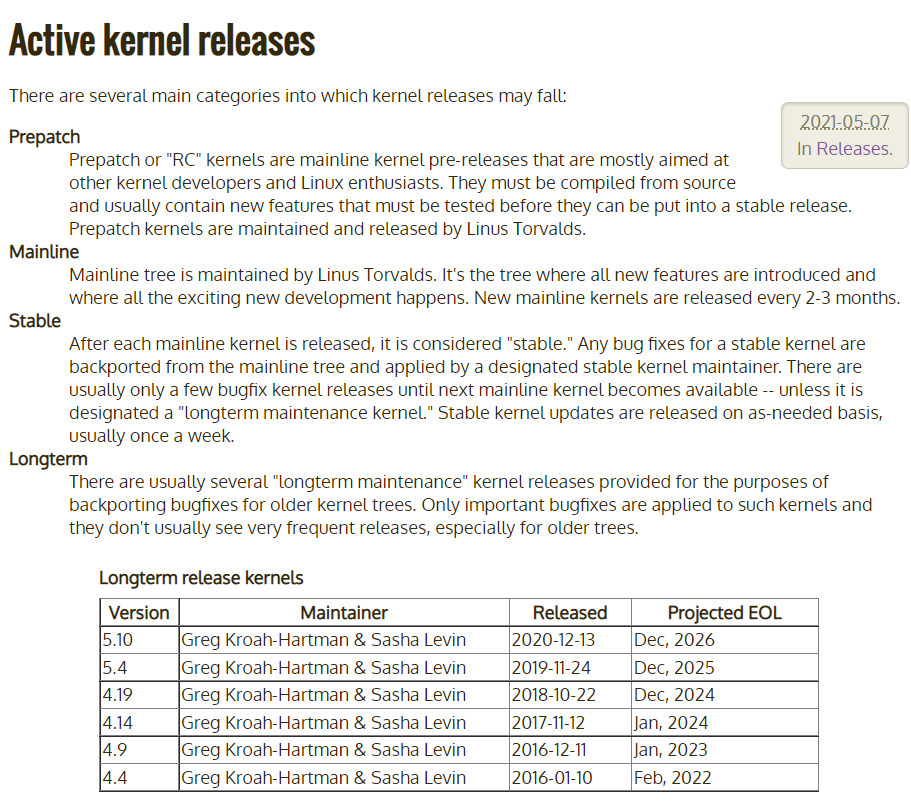 Active kernel releases
There are several main categories into which kernel releases may fall:
2021-05-07
In Releases.
Prepatch
Prepatch or "RC" kernels are mainline kernel pre-releases that are mostly aimed at
other kernel developers and Linux enthusiasts. They must be compiled from source
and usually contain new features that must be tested before they can be put into a stable release.
Prepatch kernels are maintained and released by Linus Torvalds.
Mainline
Mainline tree is maintained by Linus Torvalds. It's the tree where all new features are introduced and
where all the exciting new development happens. New mainline kernels are released every 2-3 months.
Stable
After each mainline kernel is released, it is considered "stable." Any bug fixes for a stable kernel are
backported from the mainline tree and applied by a designated stable kernel maintainer. There are
usually only a few bugfix kernel releases until next mainline kernel becomes available -- unless it is
designated a "longterm maintenance kernel." Stable kernel updates are released on as-needed basis,
usually once a week.
Longterm
There are usually several "longterm maintenance" kernel releases provided for the purposes of
backporting bugfixes for older kernel trees. Only important bugfixes are applied to such kernels and
they don't usually see very frequent releases, especially for older trees.
Longterm release kernels
Version Maintainer Released Projected EOL
5.10 Greg Kroah-Hartman & Sasha Levin 2020-12-13 Dec, 2026
5.4 Greg Kroah-Hartman & Sasha Levin 2019-11-24 Dec, 2025
4.19 Greg Kroah-Hartman & Sasha Levin 2018-10-22 Dec, 2024
4.14 Greg Kroah-Hartman & Sasha Levin 2017-11-12 Jan, 2024
4.9 Greg Kroah-Hartman & Sasha Levin 2016-12-11 Jan, 2023
4.4 Greg Kroah-Hartman & Sasha Levin 2016-01-10 Feb, 2022